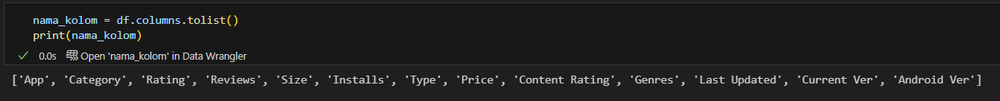 nama_kolom = df.columns.tolist()
print(nama_kolom)
0.0s Open 'nama_kolom' in Data Wrangler
['App', 'Category', 'Rating', 'Reviews', 'Size', 'Installs', 'Type', 'Price', 'Content Rating', 'Genres', 'Last Updated', 'Current Ver', 'Android Ver']